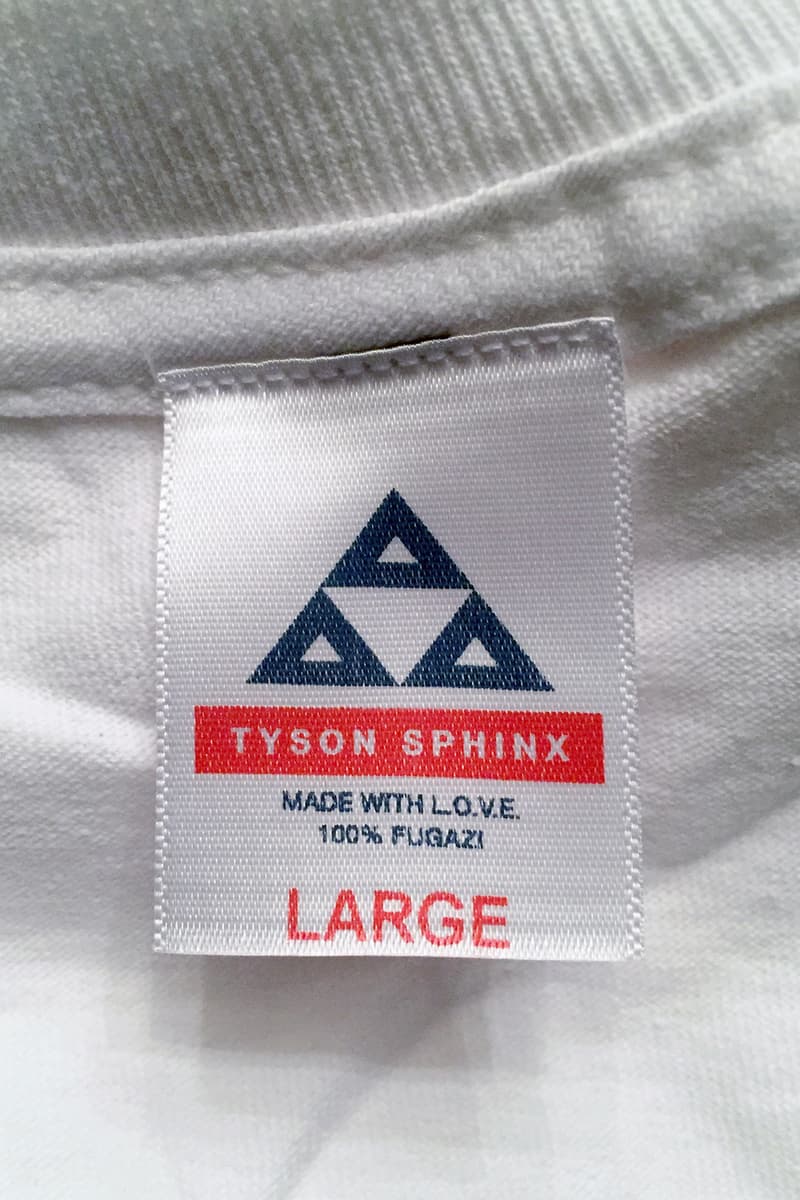 TYSON SPHINX
MADE WITH L.O.V.E.
100% FUGAZI
LARGE